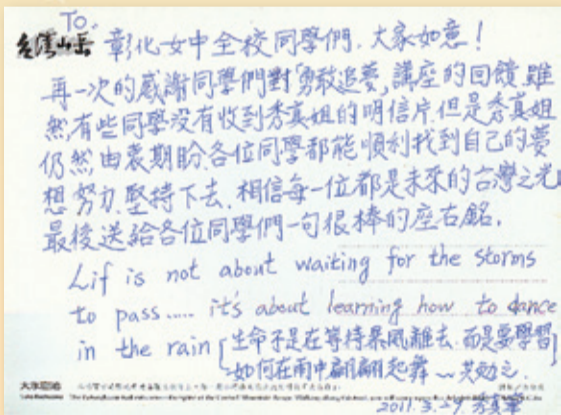 To.
台灣山岳 彰化女中全校同學們, 大家如意!
再一次的感謝同學們對「勇敢追夢」講座的回饋, 雖
然有些同學沒有收到秀真姐的明信片, 但是秀真姐
仍然由衷期盼, 各位同學都能順利找到自己的夢
想努力, 堅持下去, 相信每一位都是未來的台灣之光
最後送給各位同學們一句很棒的座右銘,
Lif is not about waiting for the storms
to pass..... it's about learning how to dance
in the rain [生命不是在等待暴風離去, 而是要學習
如何在雨中翩翩起舞~~共勉之.
大水窟池
2011.3.